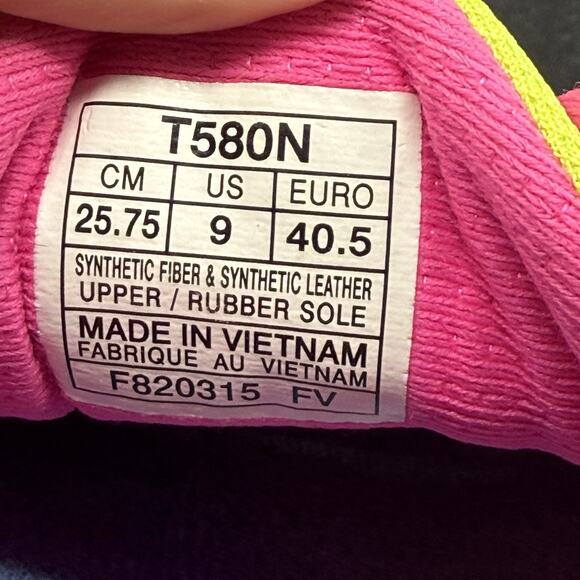 T580N
CM US EURO
25.75 9 40.5
SYNTHETIC FIBER & SYNTHETIC LEATHER
UPPER / RUBBER SOLE
MADE IN VIETNAM
FABRIQUE AU VIETNAM
F820315 FV